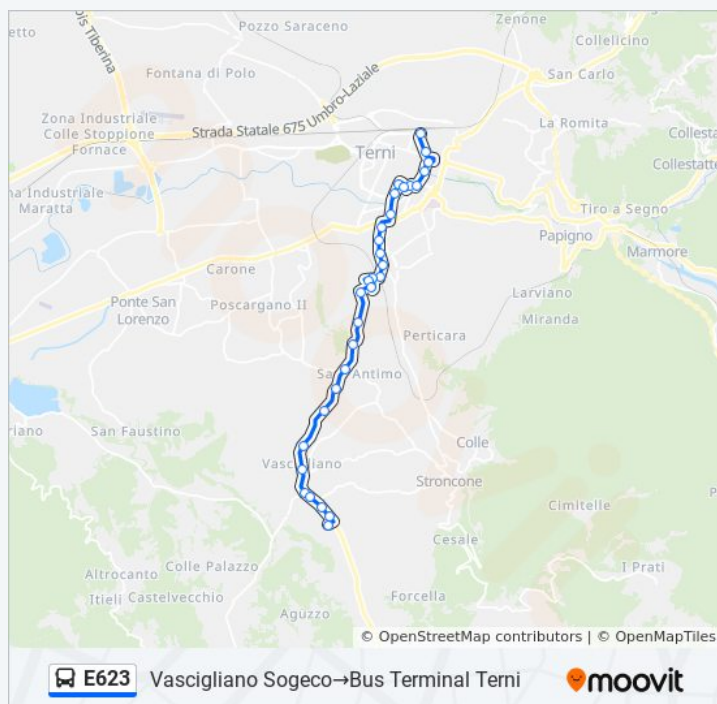 etto
ois Tiberina
Pozzo Saraceno
Zenone
Collelicino
Fontana di Polo
San Carlo
Strada Statale 675 Umbro-Laziale
Zona Industriale
Colle Stoppione
Fornace
La Romita
Collesta
Terni
Collestatte
na Industriale
Maratta
Tiro a Segno
Papigno
Marmore
Carone
Ponte San
Lorenzo
Poscargano II
Larviano
Miranda
Perticara
San Antimo
riano
San Faustino
Colle
Vascigliano
Stroncone
Cimitelle
Colle Palazzo
Cesale
Altrocanto
I Prati
Itieli
Castelvecchio
Forcella
Aguzzo
© OpenStreetMap contributors | © OpenMapTiles
E623
Vascigliano Sogeco→Bus Terminal Terni
moovit